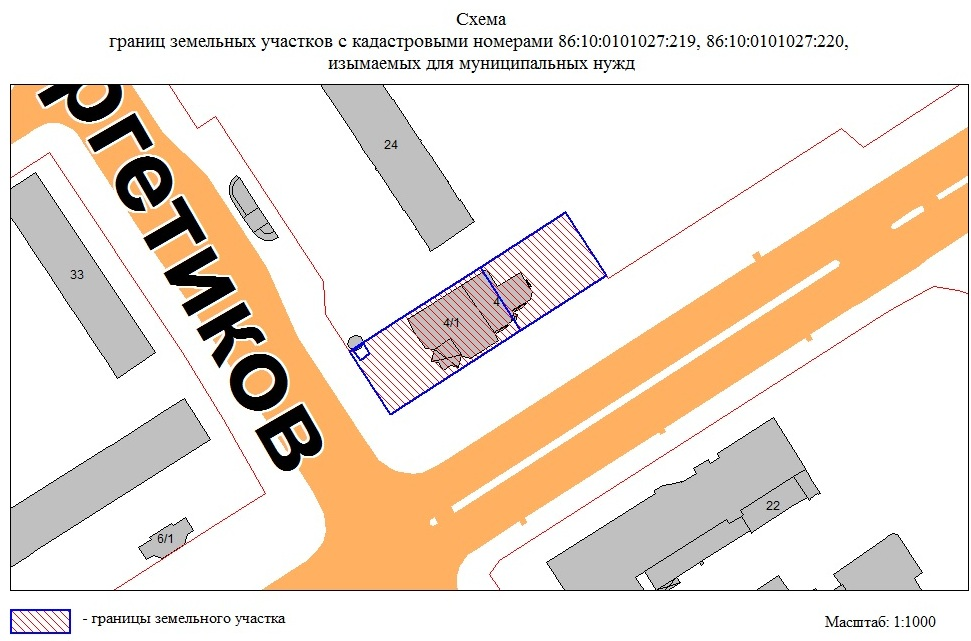 Схема
границ земельных участков с кадастровыми номерами 86:10:0101027:219, 86:10:0101027:220,
изымаемых для муниципальных нужд
ргетиков
24
33
4
4/1
22
6/1
- границы земельного участка
Масштаб: 1:1000